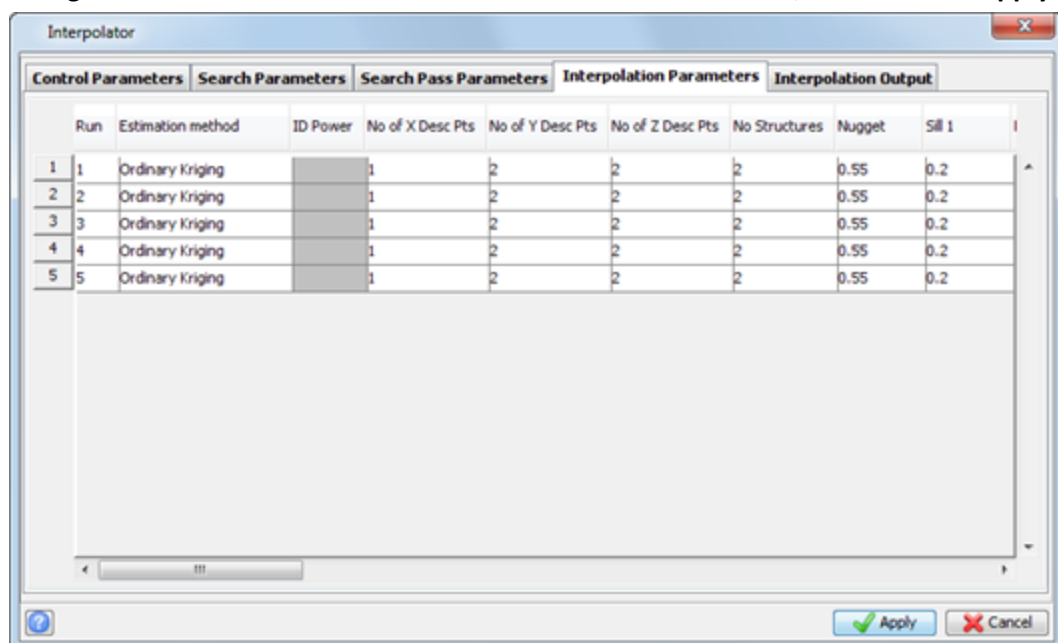 Interpolator
Control Parameters Search Parameters Search Pass Parameters Interpolation Parameters Interpolation Output
Run Estimation method ID Power No of X Desc Pts No of Y Desc Pts No of Z Desc Pts No Structures Nugget Sill 1
1 1 Ordinary Kriging 1 2 2 2 0.55 0.2
2 2 Ordinary Kriging 1 2 2 2 0.55 0.2
3 3 Ordinary Kriging 1 2 2 2 0.55 0.2
4 4 Ordinary Kriging 1 2 2 2 0.55 0.2
5 5 Ordinary Kriging 1 2 2 2 0.55 0.2
Apply Cancel